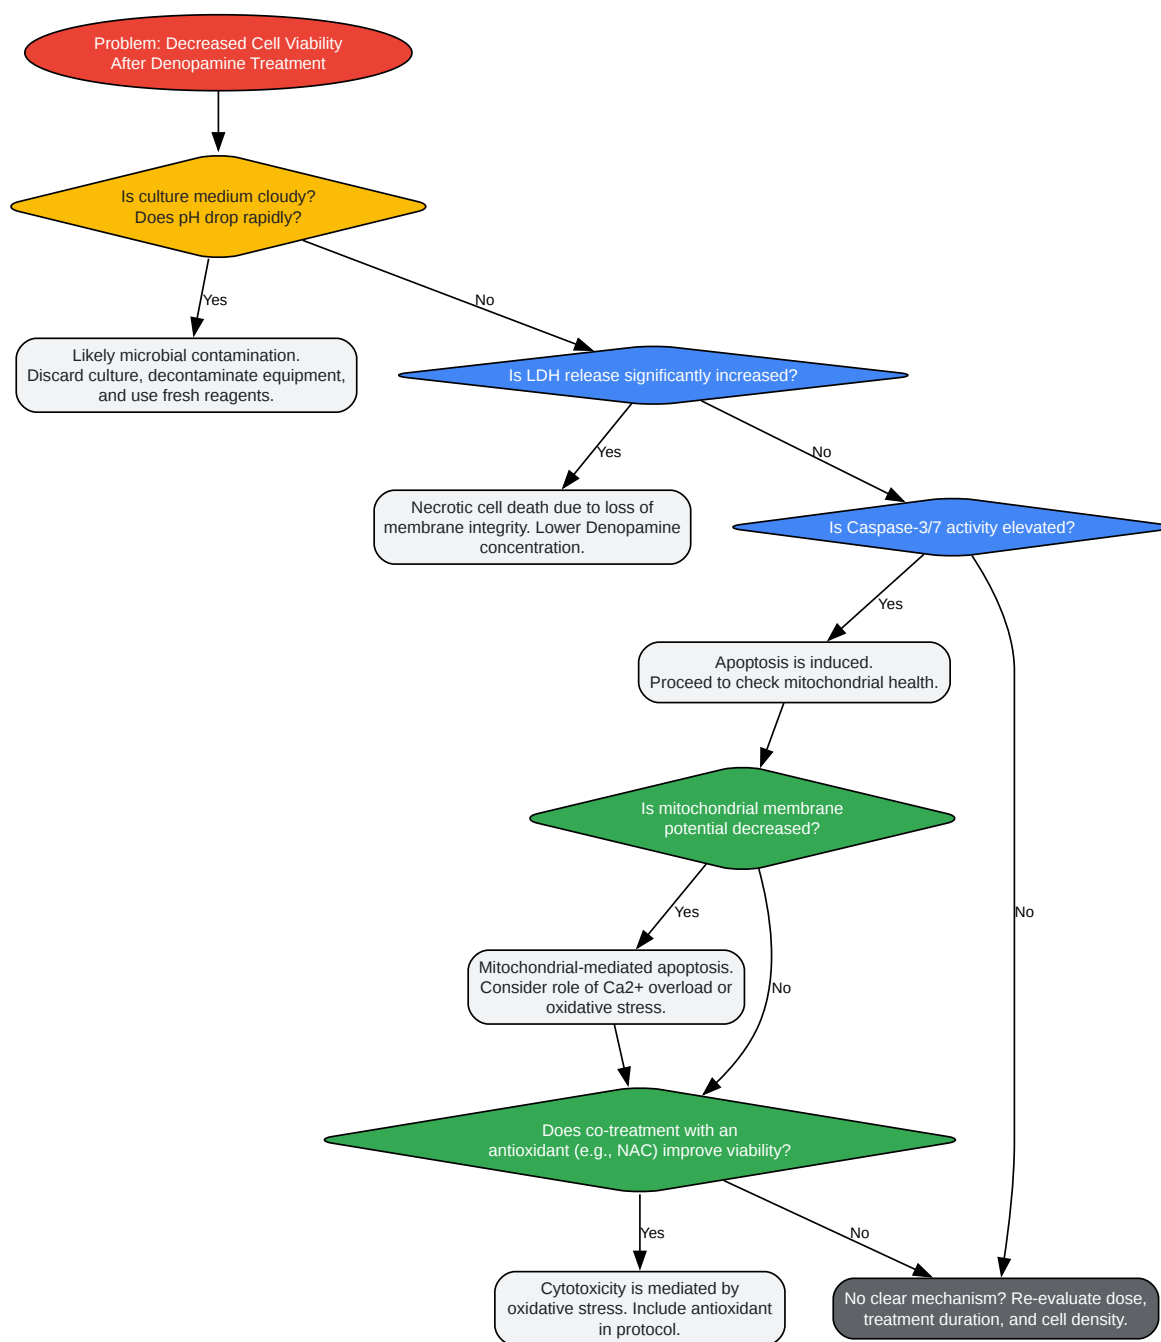 Problem: Decreased Cell Viability
After Denopamine Treatment
Is culture medium cloudy?
Does pH drop rapidly?
Yes
No
Likely microbial contamination.
Discard culture, decontaminate equipment,
and use fresh reagents.
Is LDH release significantly increased?
Yes
No
Necrotic cell death due to loss of
membrane integrity. Lower Denopamine
concentration.
Is Caspase-3/7 activity elevated?
Yes
Apoptosis is induced.
Proceed to check mitochondrial health.
Is mitochondrial membrane
potential decreased?
Yes
No
Mitochondrial-mediated apoptosis.
Consider role of Ca2+ overload or
oxidative stress.
No
Does co-treatment with an
antioxidant (e.g., NAC) improve viability?
Yes
No
Cytotoxicity is mediated by
oxidative stress. Include antioxidant
in protocol.
No clear mechanism? Re-evaluate dose,
treatment duration, and cell density.